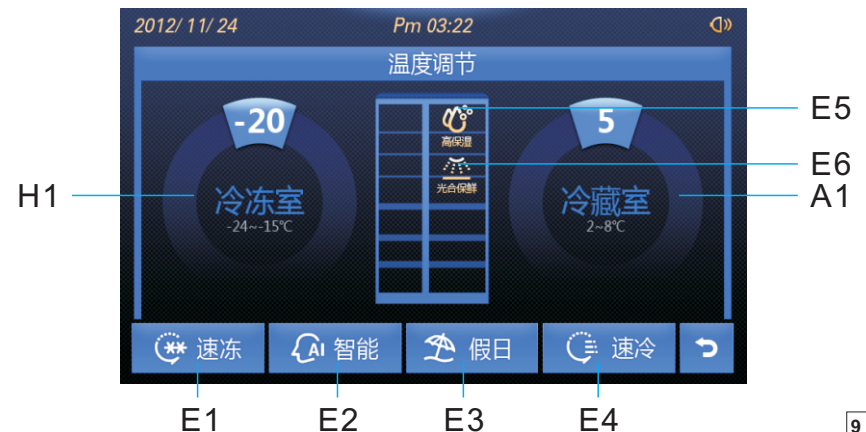 2012/ 11/ 24
Pm 03:22
温度调节
-20
5
高保湿
光合保鲜
冷冻室
-24~-15℃
冷藏室
2~8℃
速冻
AI 智能
假日
速冷
E5
E6
H1
A1
E1
E2
E3
E4
9